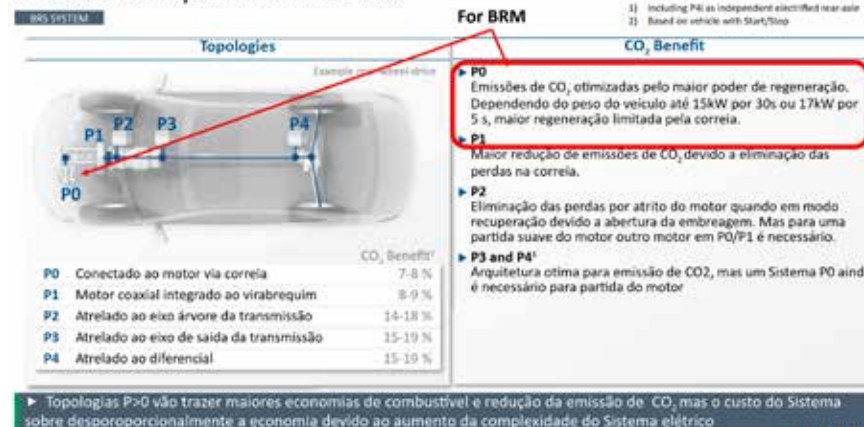 BRS SYSTEM
For BRM
1) Including P4i as independent electrified rear axle
2) Based on vehicle with Start/Stop
Topologies
P1
P2
P3
P4
P0
CO₂ Benefit²
P0 Conectado ao motor via correia 7-8 %
P1 Motor coaxial integrado ao virabrequim 8-9 %
P2 Atrelado ao eixo árvore da transmissão 14-18 %
P3 Atrelado ao eixo de saida da transmissão 15-19 %
P4 Atrelado ao diferencial 15-19 %
CO₂ Benefit
► P0
Emissões de CO₂ otimizadas pelo maior poder de regeneração.
Dependendo do peso do veículo até 15kW por 30s ou 17kW por
5 s, maior regeneração limitada pela correia.
► P1
Maior redução de emissões de CO₂ devido a eliminação das
perdas na correia.
► P2
Eliminação das perdas por atrito do motor quando em modo
recuperação devido a abertura da embreagem. Mas para uma
partida suave do motor outro motor em P0/P1 é necessário.
► P3 and P4¹
Arquitetura otima para emissão de CO2, mas um Sistema P0 aind
é necessário para partida do motor
► Topologias P>0 vão trazer maiores economias de combustível e redução da emissão de CO₂ mas o custo do Sistema
sobre desporoporcionalmente a economia devido ao aumento da complexidade do Sistema elétrico